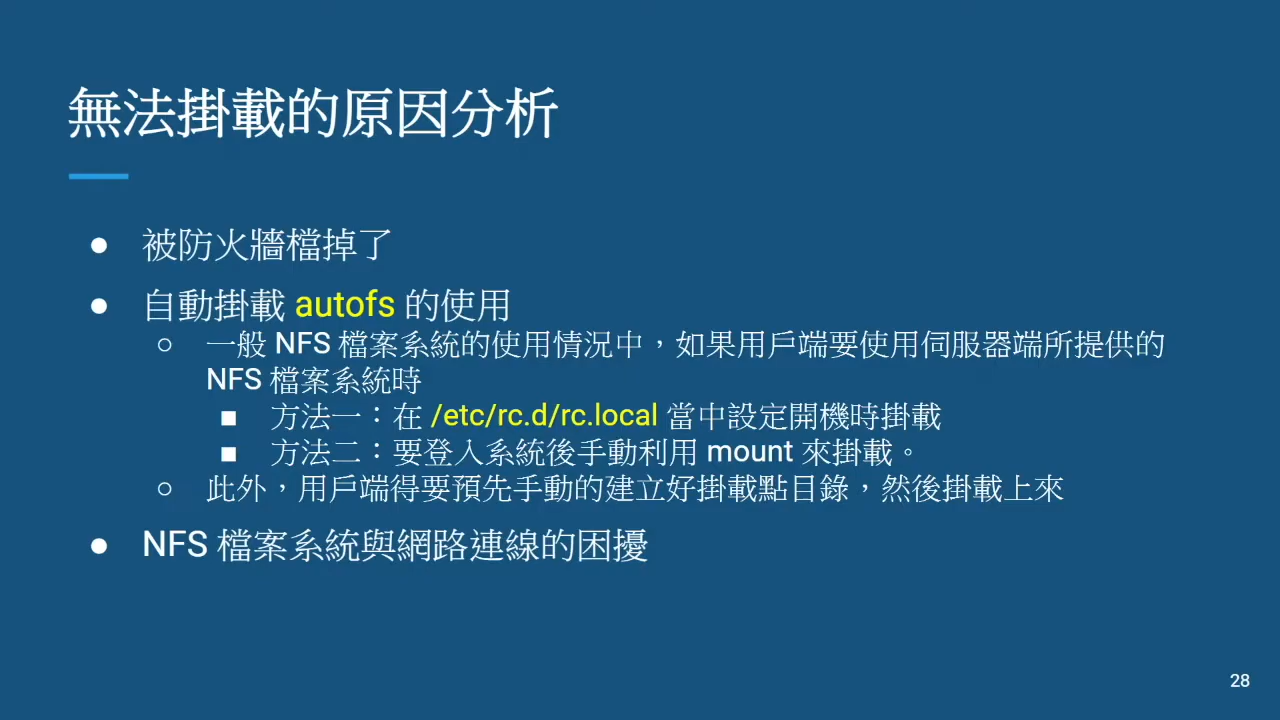 無法掛載的原因分析
● 被防火牆檔掉了
● 自動掛載 autofs 的使用
○ 一般 NFS 檔案系統的使用情況中，如果用戶端要使用伺服器端所提供的
NFS 檔案系統時
■ 方法一：在 /etc/rc.d/rc.local 當中設定開機時掛載
■ 方法二：要登入系統後手動利用 mount 來掛載。
○ 此外，用戶端得要預先手動的建立好掛載點目錄，然後掛載上來
● NFS 檔案系統與網路連線的困擾
28